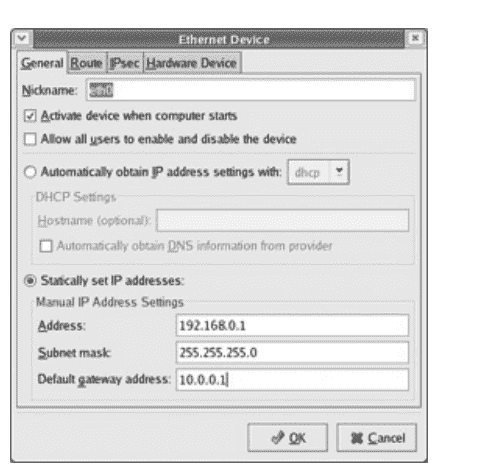 Ethernet Device
General Route IPsec Hardware Device
Nickname: eth0
Activate device when computer starts
Allow all users to enable and disable the device
Automatically obtain IP address settings with: dhcp
DHCP Settings
Hostname (optional):
Automatically obtain DNS information from provider
Statically set IP addresses:
Manual IP Address Settings
Address: 192.168.0.1
Subnet mask: 255.255.255.0
Default gateway address: 10.0.0.1
OK Cancel